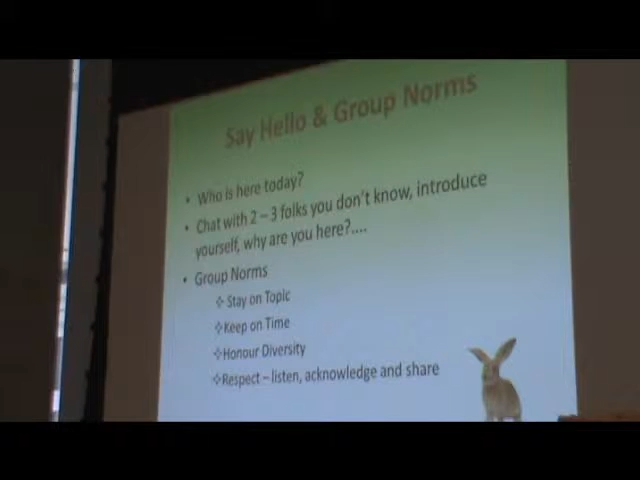 Say Hello & Group Norms
• Who is here today?
• Chat with 2 – 3 folks you don't know, introduce
yourself, why are you here?....
• Group Norms
❖ Stay on Topic
❖Keep on Time
❖Honour Diversity
❖Respect – listen, acknowledge and share